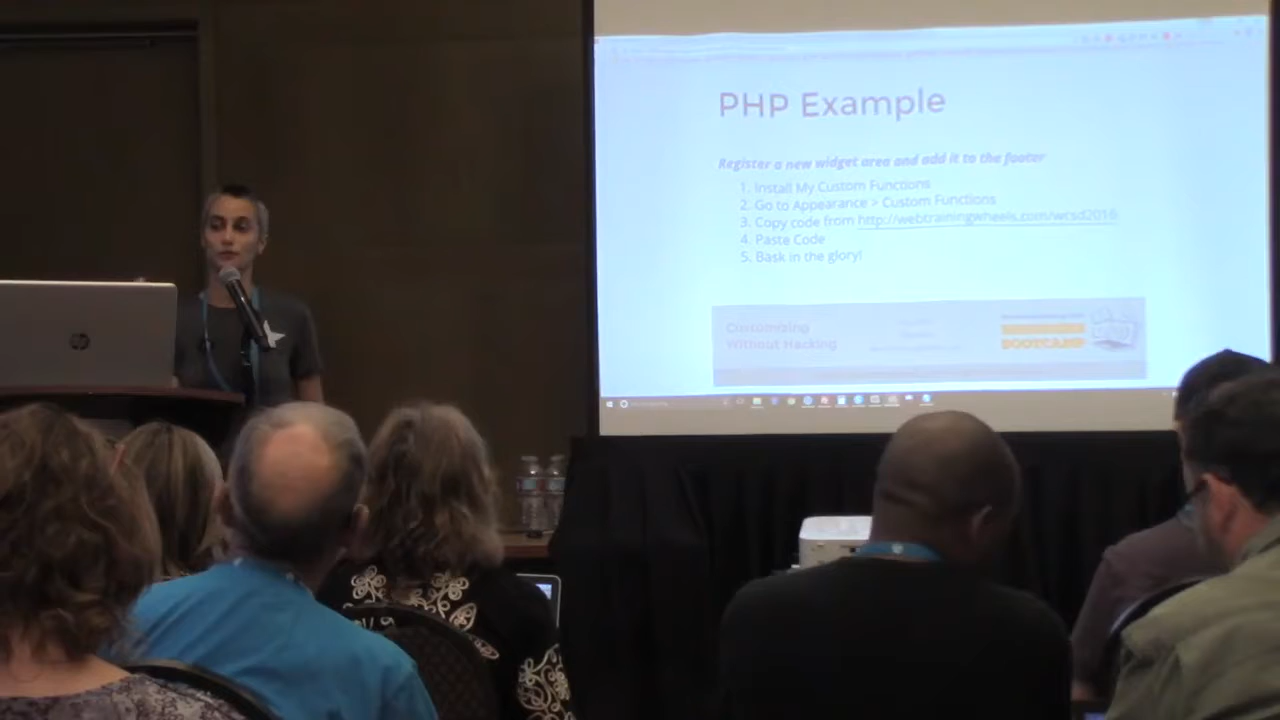 PHP Example
Register a new widget area and add it to the footer
1. Install My Custom Functions
2. Go to Appearance > Custom Functions
3. Copy code from http://webtrainingwheels.com/wcsd2016
4. Paste Code
5. Bask in the glory!
Customizing
Without Hacking
BOOTCAMP
hp